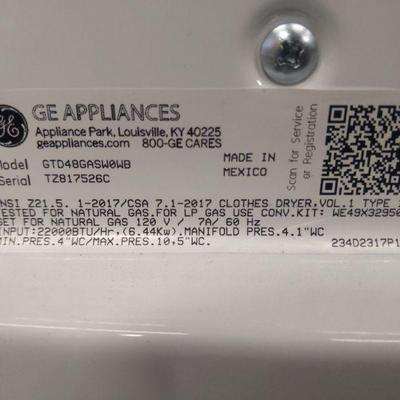 GE APPLIANCES
Appliance Park, Louisville, KY 40225
geappliances.com 800-GE CARES
Model GTD48GASW0WB
Serial TZ817526C
MADE IN
MEXICO
Scan for Service
or Registration
ANSI Z21.5. 1-2017/CSA 7.1-2017 CLOTHES DRYER,VOL.1 TYPE
TESTED FOR NATURAL GAS.FOR LP GAS USE CONV.KIT: WE49X32950
SET FOR NATURAL GAS 120 V / 7A/ 60 Hz
INPUT:22000BTU/Hr,(6.44Kw).MANIFOLD PRES.4.1"WC
MIN.PRES.4"WC/MAX.PRES.10,5"WC.
234D2317P1